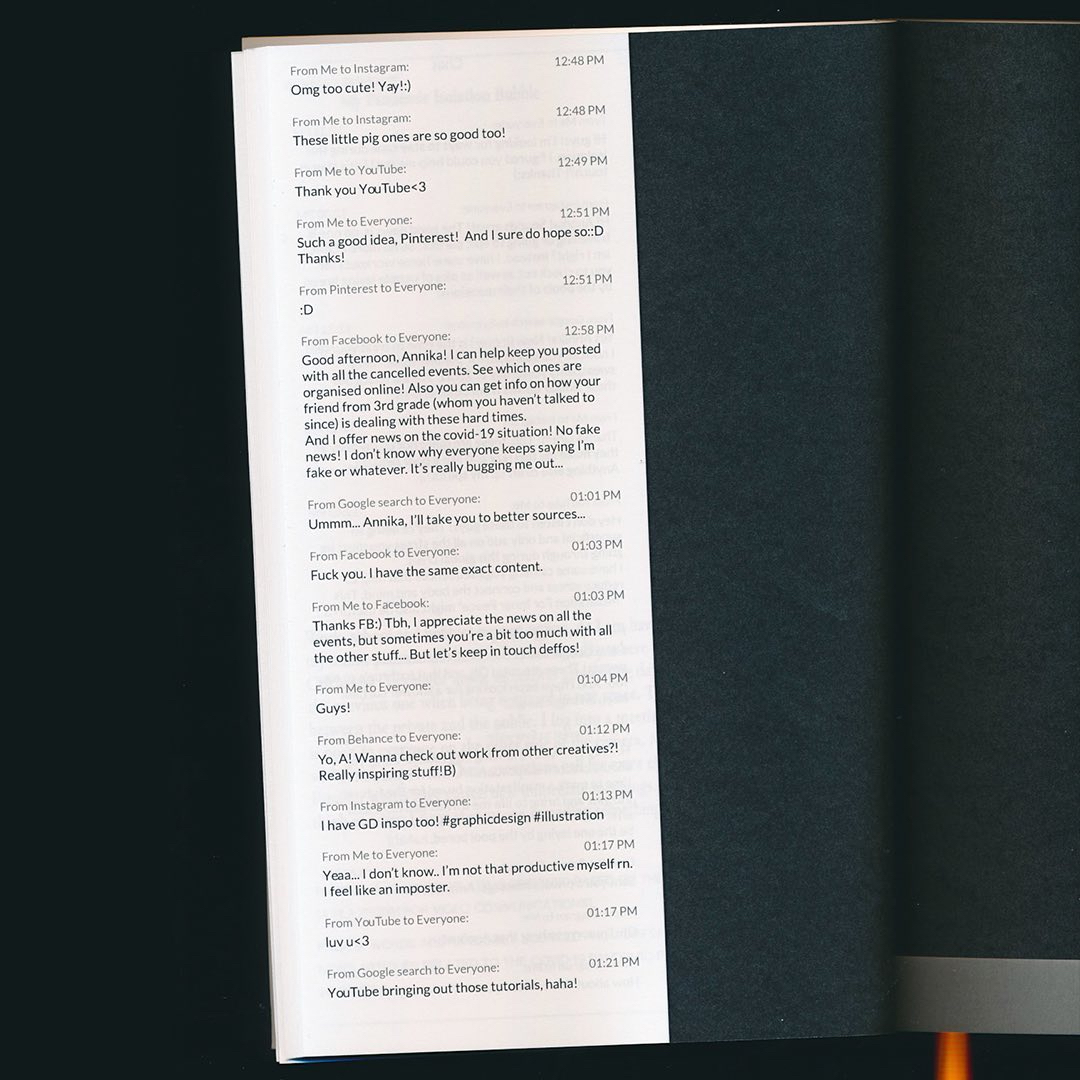 From Me to Instagram: 12:48 PM
Omg too cute! Yay!:)
From Me to Instagram: 12:48 PM
These little pig ones are so good too!
From Me to YouTube: 12:49 PM
Thank you YouTube<3
From Me to Everyone: 12:51 PM
Such a good idea, Pinterest! And I sure do hope so::D
Thanks!
From Pinterest to Everyone: 12:51 PM
:D
From Facebook to Everyone: 12:58 PM
Good afternoon, Annika! I can help keep you posted
with all the cancelled events. See which ones are
organised online! Also you can get info on how your
friend from 3rd grade (whom you haven't talked to
since) is dealing with these hard times.
And I offer news on the covid-19 situation! No fake
news! I don't know why everyone keeps saying I'm
fake or whatever. It's really bugging me out...
From Google search to Everyone: 01:01 PM
Ummm... Annika, I'll take you to better sources...
From Facebook to Everyone: 01:03 PM
Fuck you. I have the same exact content.
From Me to Facebook: 01:03 PM
Thanks FB:) Tbh, I appreciate the news on all the
events, but sometimes you're a bit too much with all
the other stuff... But let's keep in touch deffos!
From Me to Everyone: 01:04 PM
Guys!
From Behance to Everyone: 01:12 PM
Yo, A! Wanna check out work from other creatives?!
Really inspiring stuff!B)
From Instagram to Everyone: 01:13 PM
I have GD inspo too! #graphicdesign #illustration
From Me to Everyone: 01:17 PM
Yeaa... I don't know.. I'm not that productive myself rn.
I feel like an imposter.
From YouTube to Everyone: 01:17 PM
luv u<3
From Google search to Everyone: 01:21 PM
YouTube bringing out those tutorials, haha!